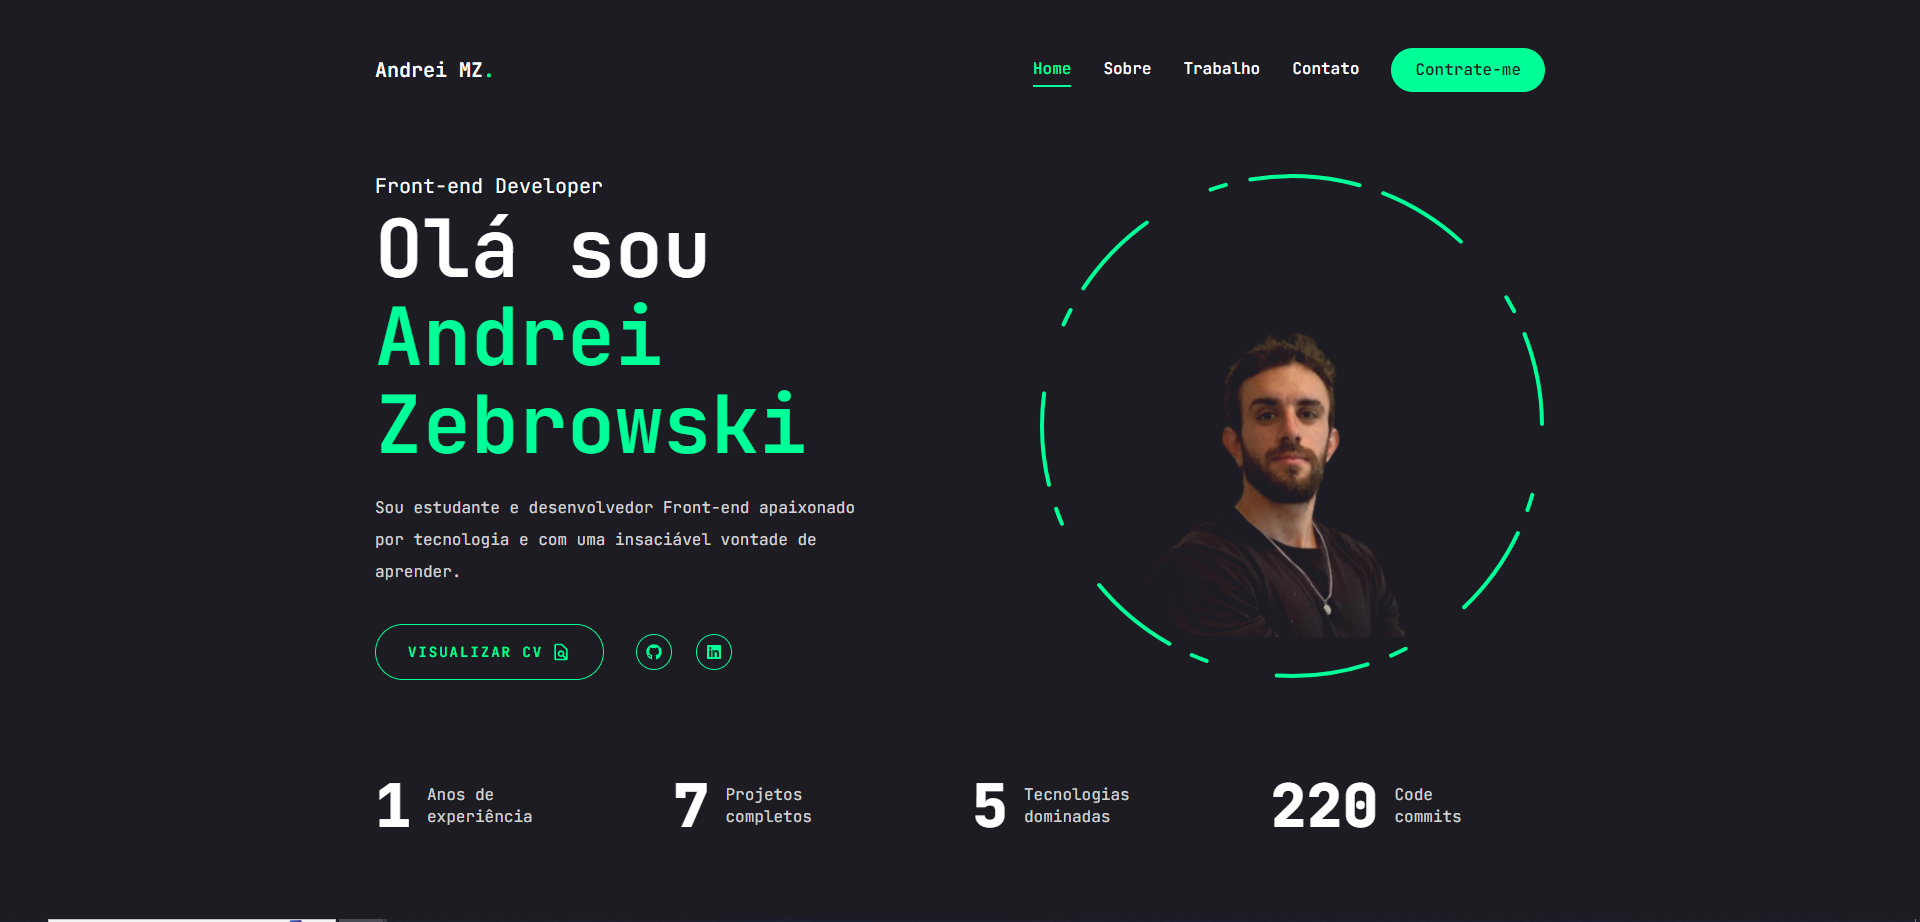 Andrei MZ.
Home
Sobre
Trabalho
Contato
Contrate-me
Front-end Developer
Olá sou
Andrei
Zebrowski
Sou estudante e desenvolvedor Front-end apaixonado
por tecnologia e com uma insaciável vontade de
aprender.
VISUALIZAR CV
1
Anos de
experiência
7
Projetos
completos
5
Tecnologias
dominadas
220
Code
commits